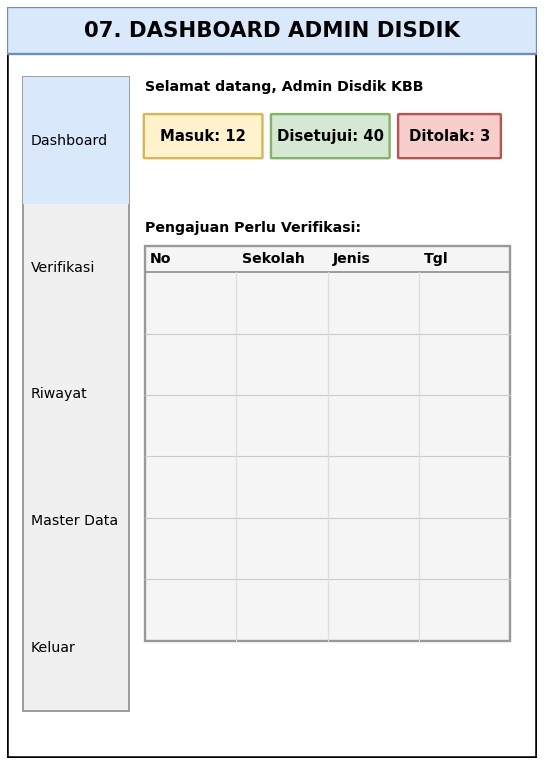 07. DASHBOARD ADMIN DISDIK
Dashboard
Verifikasi
Riwayat
Master Data
Keluar
Selamat datang, Admin Disdik KBB
Masuk: 12 Disetujui: 40 Ditolak: 3
Pengajuan Perlu Verifikasi:
No Sekolah Jenis Tgl